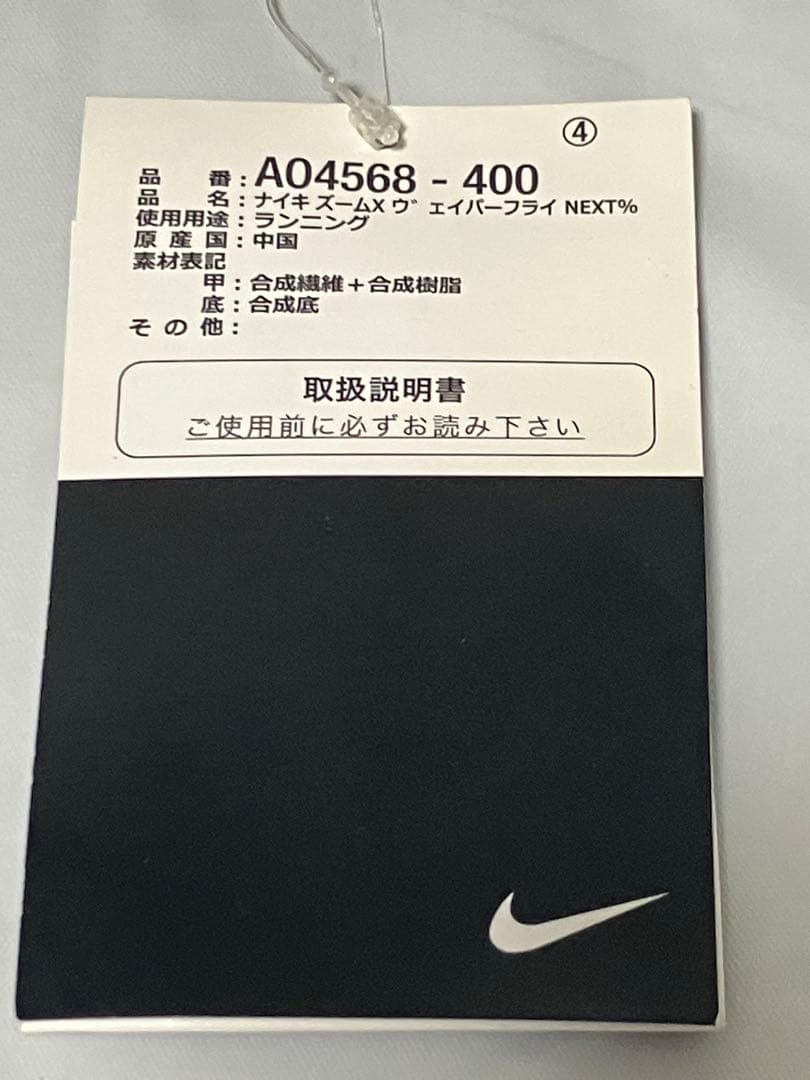 ④
品番：AO4568 - 400
品名：ナイキ ズームX ヴェイパーフライ NEXT%
使用用途：ランニング
原産国：中国
素材表記
甲：合成繊維＋合成樹脂
底：合成底
その他：
取扱説明書
ご使用前に必ずお読み下さい